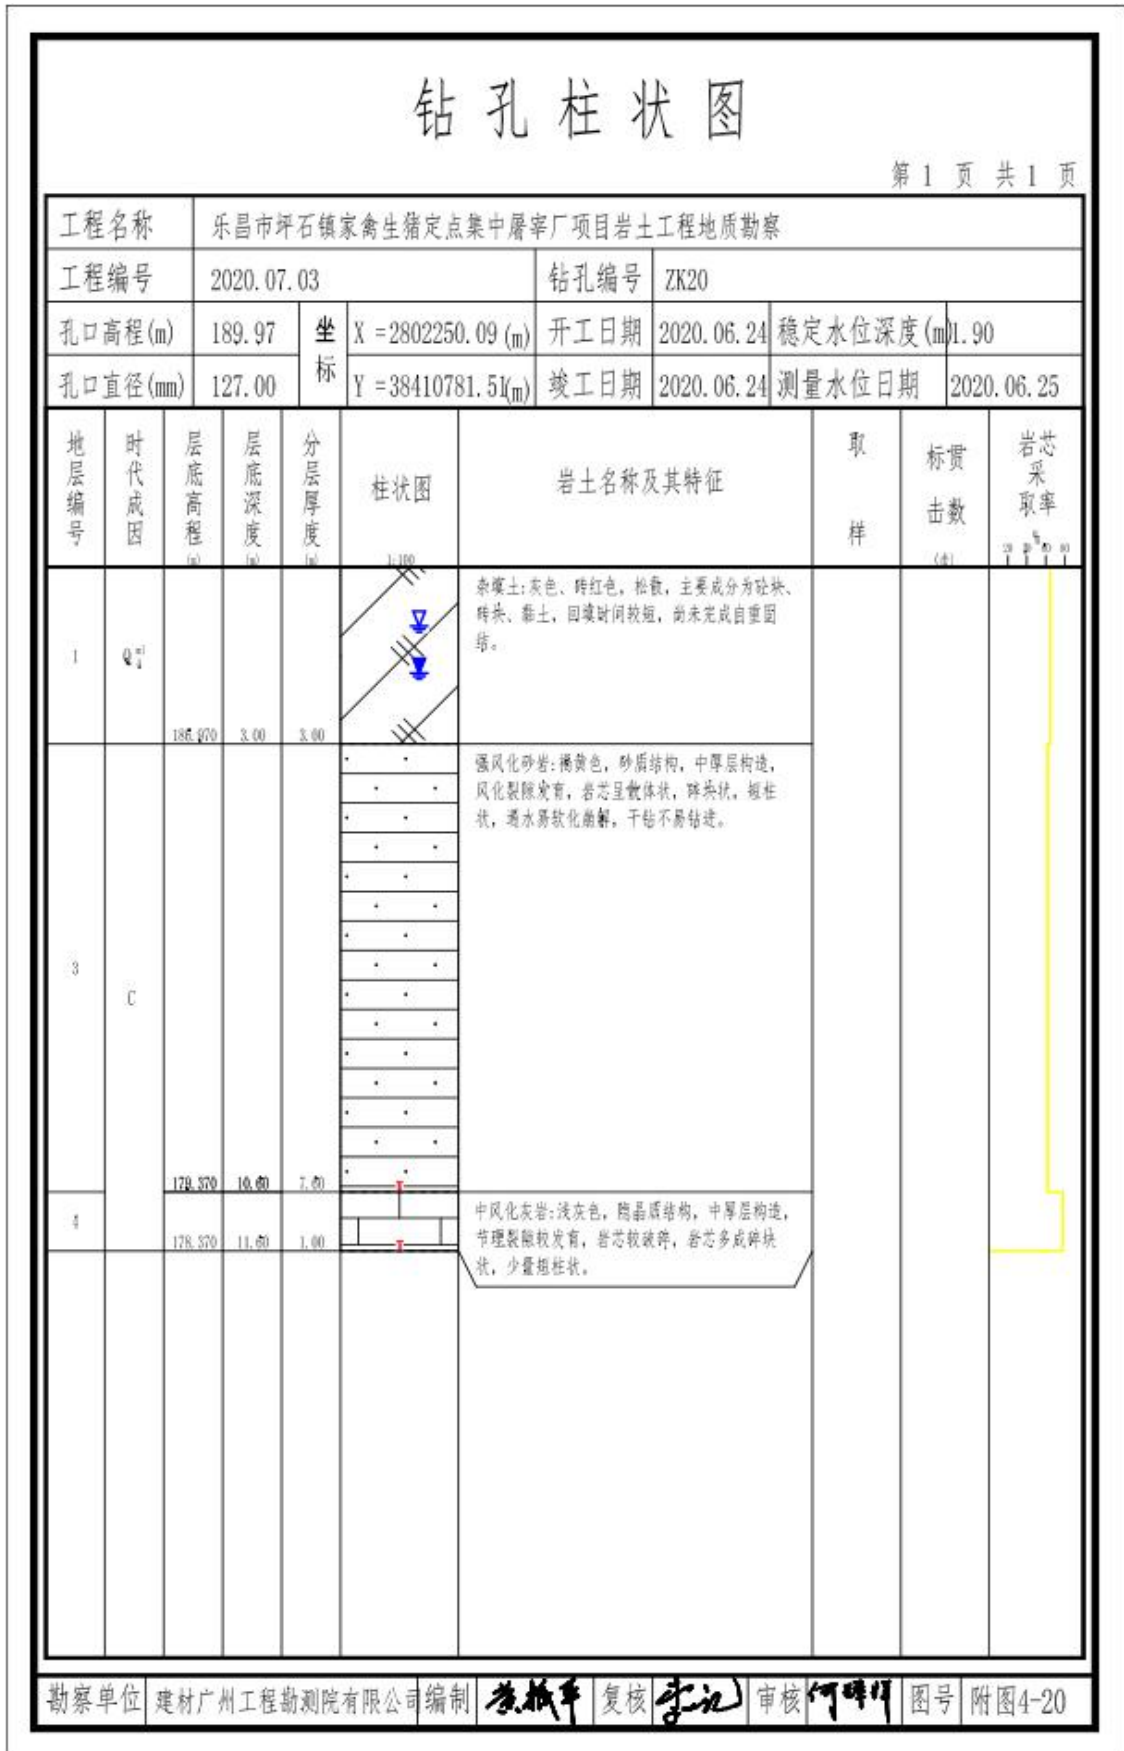 钻孔柱状图
第 1 页 共 1 页
工程名称 乐昌市坪石镇家禽生猪定点集中屠宰厂项目岩土工程地质勘察
工程编号 2020.07.03 钻孔编号 ZK20
孔口高程(m) 189.97 坐标 X =2802250.09 (m) 开工日期 2020.06.24 稳定水位深度(m) 1.90
孔口直径(mm) 127.00 Y =38410781.51(m) 竣工日期 2020.06.24 测量水位日期 2020.06.25
地层编号 时代成因 层底高程(m) 层底深度(m) 分层厚度(m) 柱状图 1:100 岩土名称及其特征 取样 标贯击数 (击) 岩芯采取率 %
杂填土:灰色、砖红色，松散，主要成分为砼块、
砖块、黏土，回填时间较短，尚未完成自重固
结。
1 Q
186.970 3.00 3.00
强风化砂岩:褐黄色，砂质结构，中厚层构造，
风化裂隙发育，岩芯呈散体状，碎块状，短柱
状，遇水易软化崩解，干钻不易钻进。
3 C
179.370 10.60 7.60
中风化灰岩:浅灰色，隐晶质结构，中厚层构造，
节理裂隙较发育，岩芯较破碎，岩芯多成碎块
状，少量短柱状。
4
178.370 11.60 1.00
勘察单位 建材广州工程勘测院有限公司 编制 复核 审核 图号 附图4-20